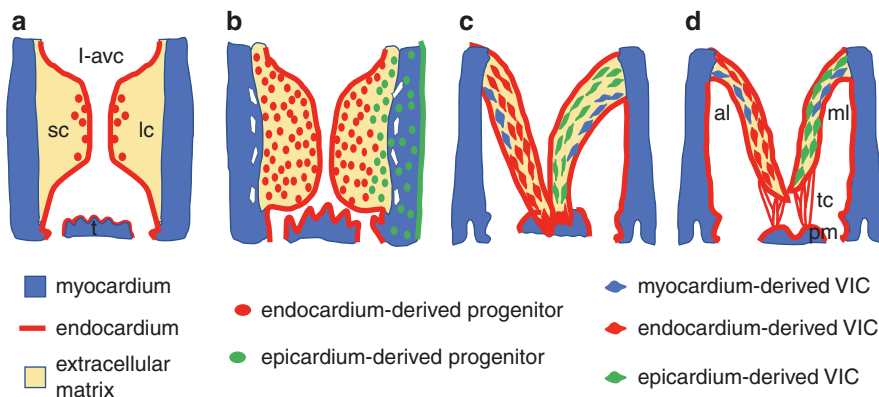 a
b
c
d
l-avc
sc
lc
t
al
ml
tc
pm
myocardium
endocardium
extracellular
matrix
endocardium-derived progenitor
epicardium-derived progenitor
myocardium-derived VIC
endocardium-derived VIC
epicardium-derived VIC